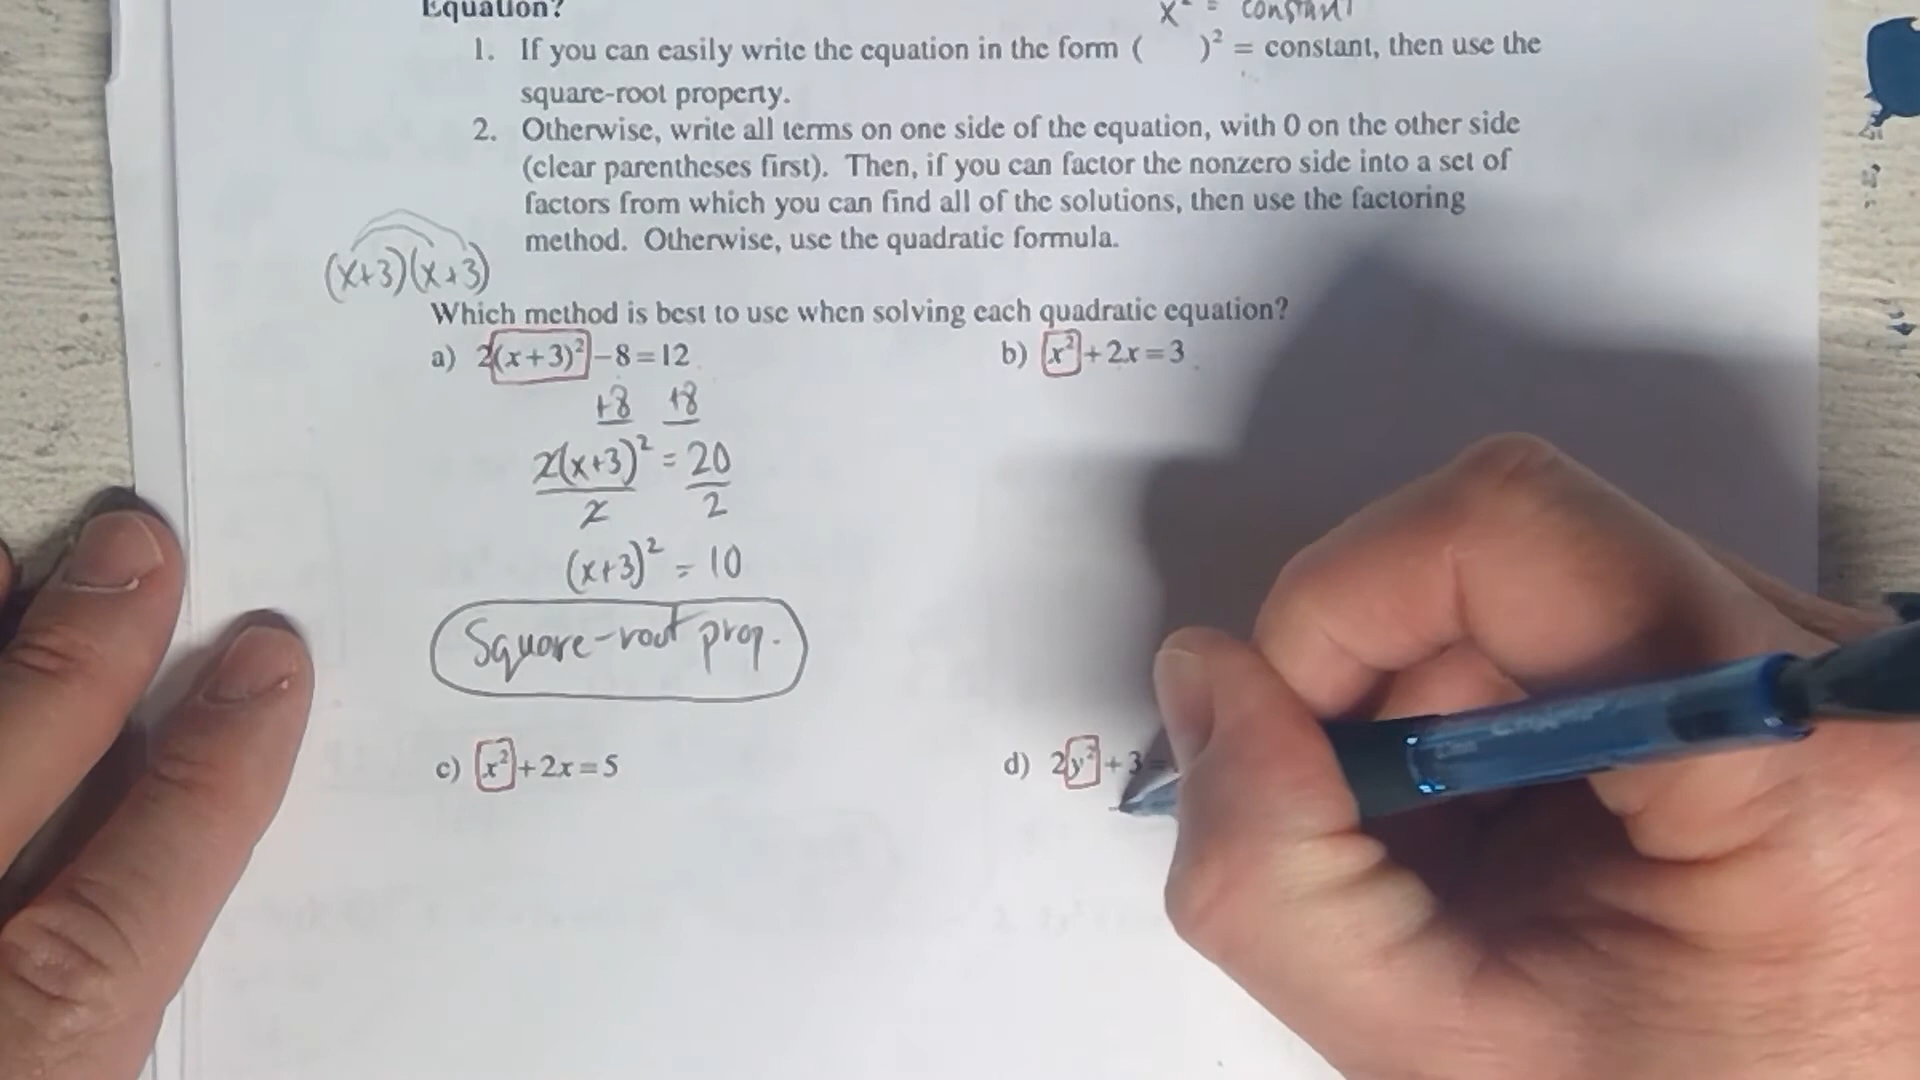 Equation?
x² = constant
1. If you can easily write the equation in the form (    )² = constant, then use the
square-root property.
2. Otherwise, write all terms on one side of the equation, with 0 on the other side
(clear parentheses first). Then, if you can factor the nonzero side into a set of
factors from which you can find all of the solutions, then use the factoring
method. Otherwise, use the quadratic formula.
(x+3)(x+3)
Which method is best to use when solving each quadratic equation?
a) 2(x+3)²−8=12
b) x²+2x=3
+8 +8
2(x+3)² = 20
2 2
(x+3)² = 10
Square-root prop.
c) x²+2x=5
d) 2y²+3=